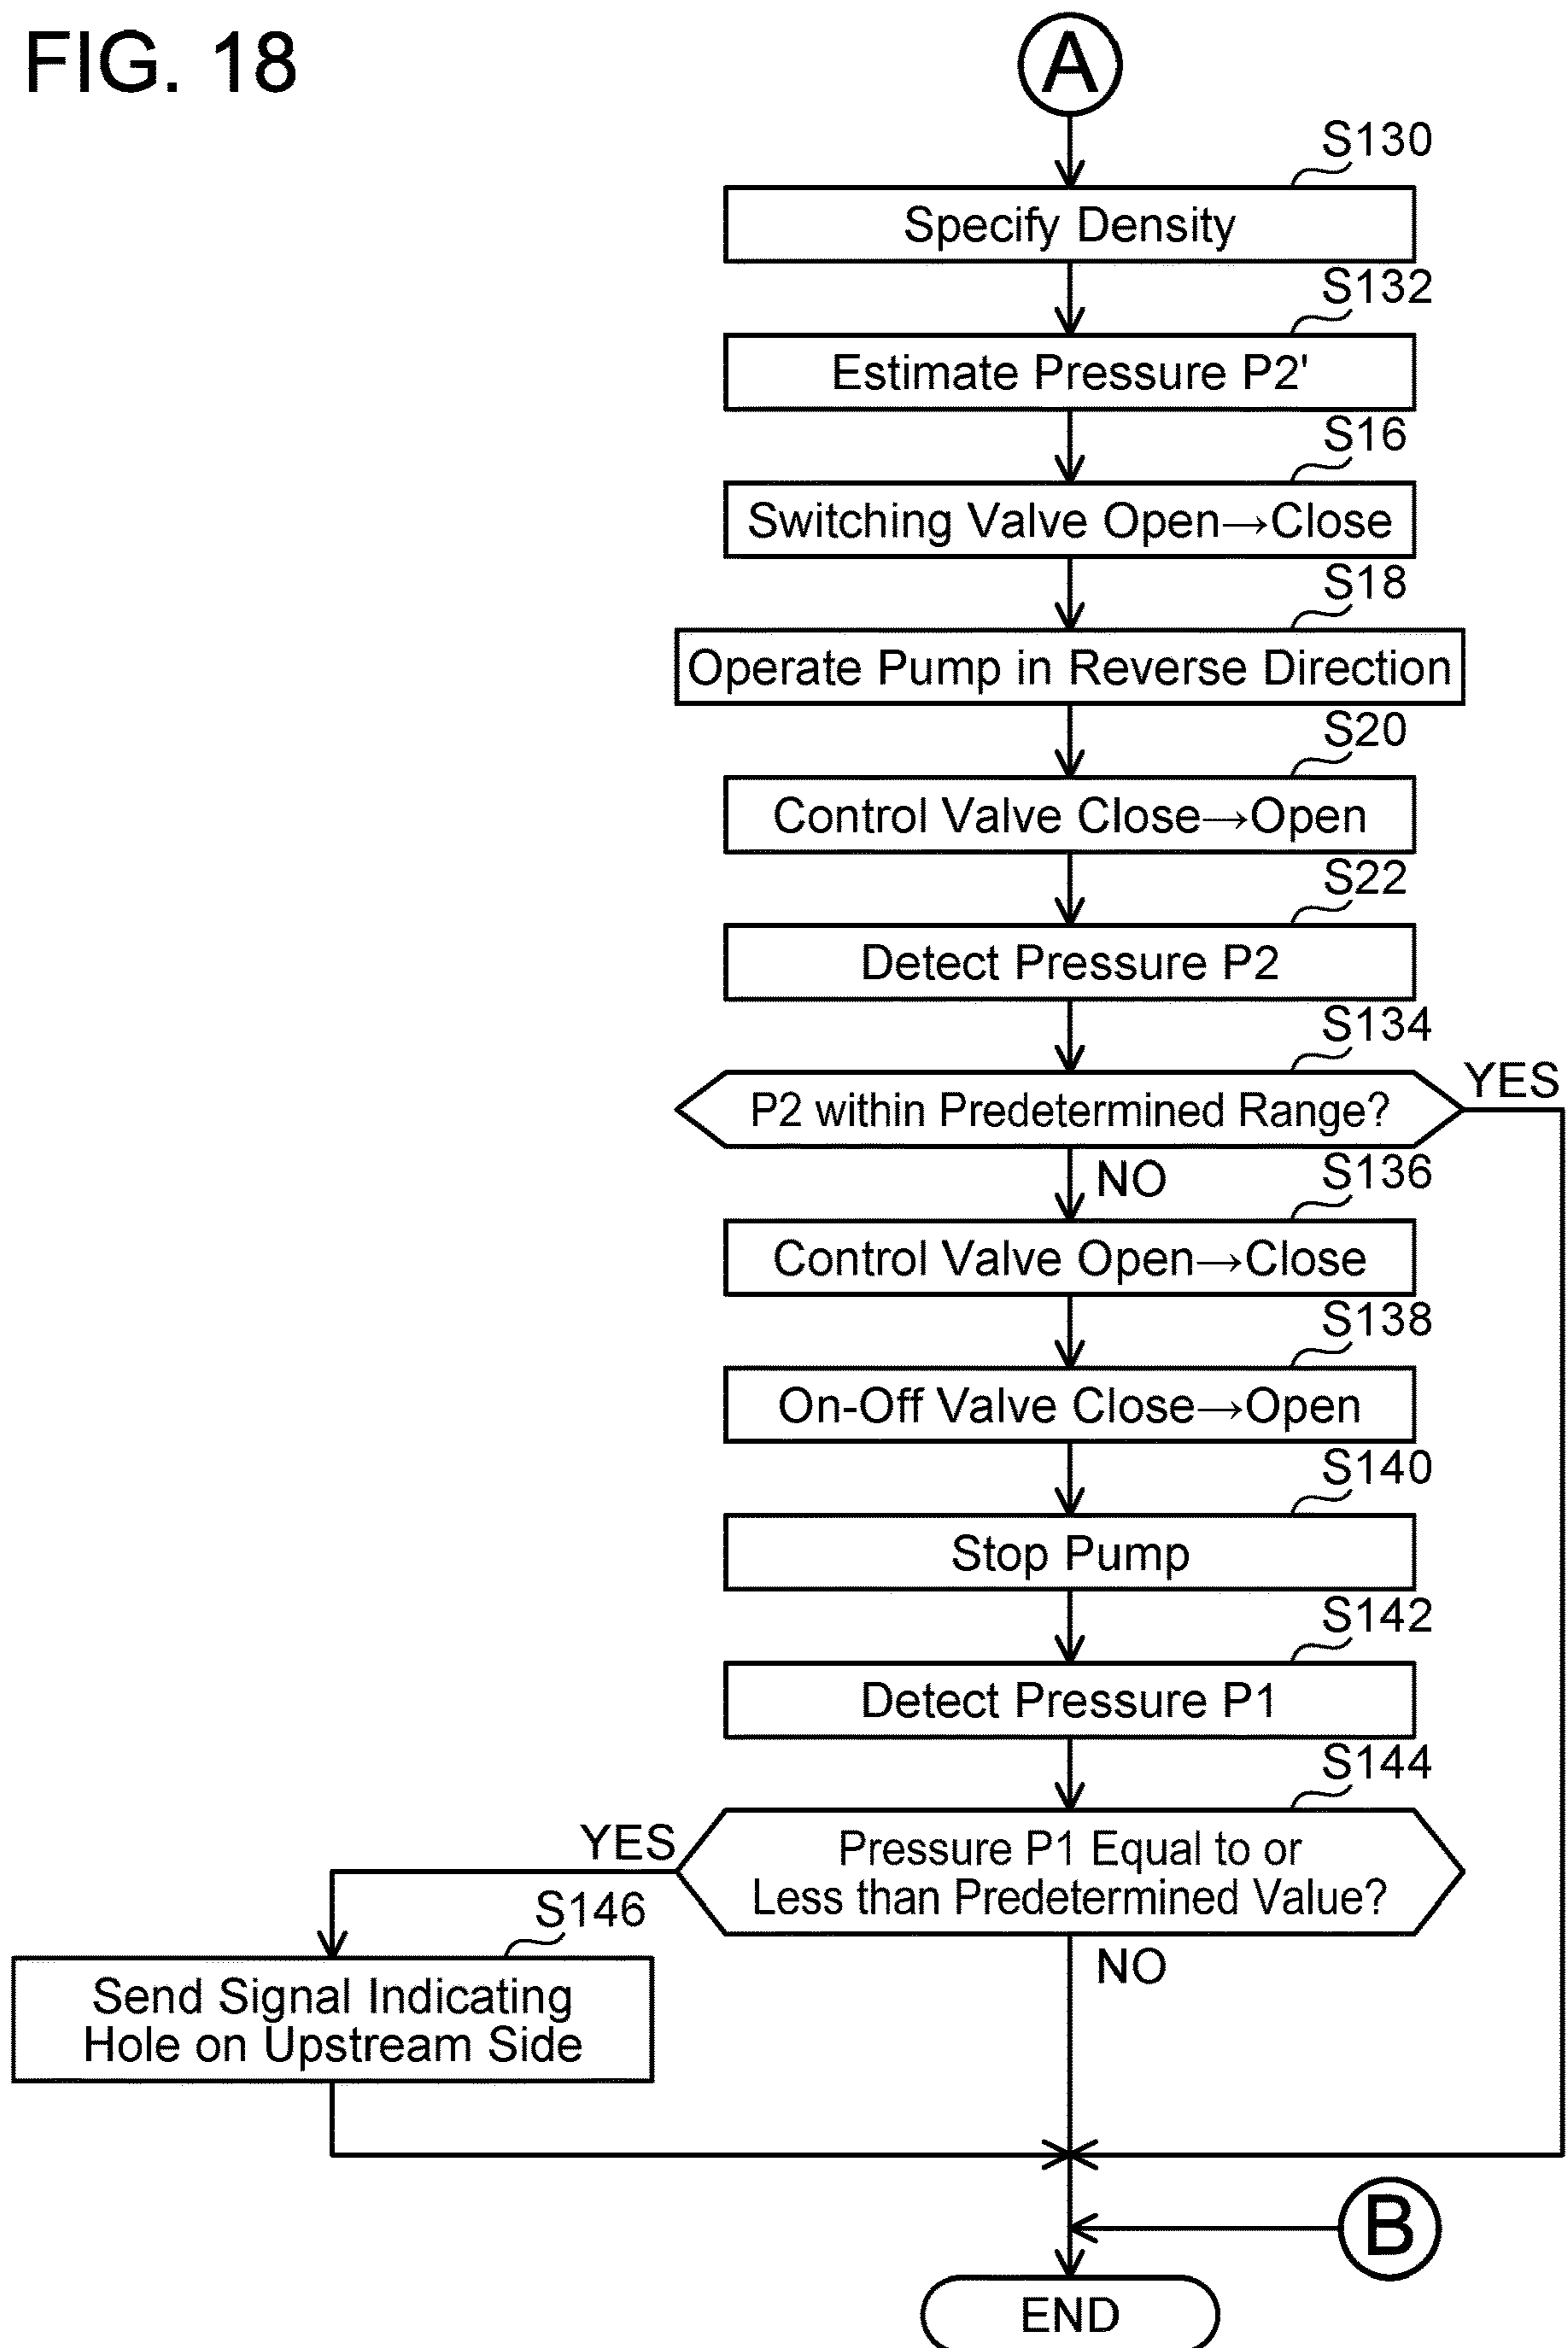 FIG. 18
A
S130
Specify Density
S132
Estimate Pressure P2'
S16
Switching Valve Open→Close
S18
Operate Pump in Reverse Direction
S20
Control Valve Close→Open
S22
Detect Pressure P2
S134
P2 within Predetermined Range?
YES
NO
S136
Control Valve Open→Close
S138
On-Off Valve Close→Open
S140
Stop Pump
S142
Detect Pressure P1
S144
Pressure P1 Equal to or
Less than Predetermined Value?
YES
NO
S146
Send Signal Indicating
Hole on Upstream Side
B
END